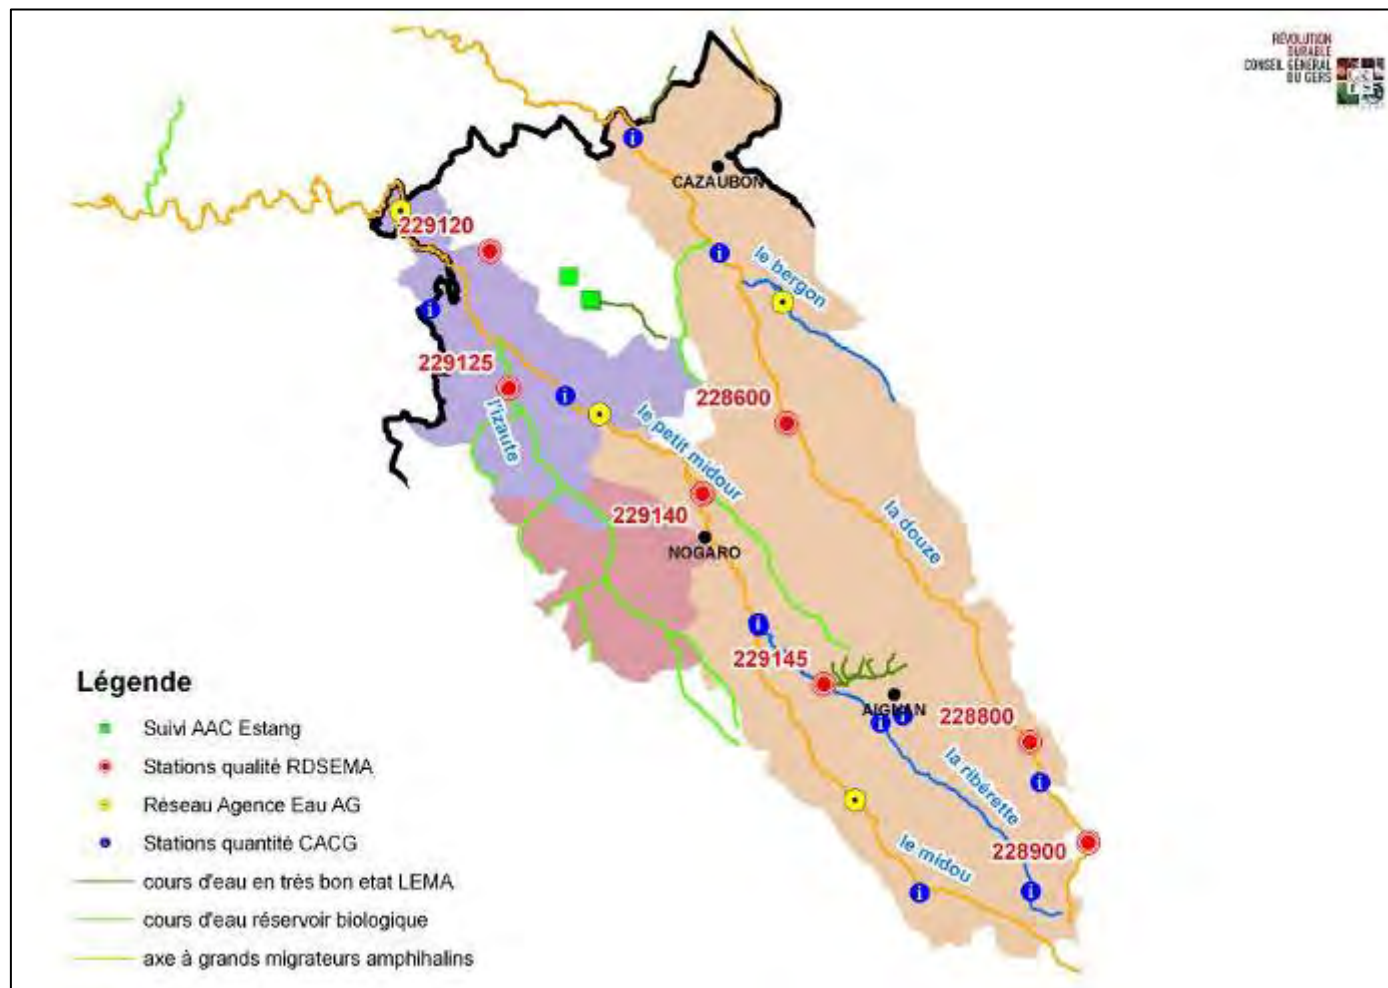 RÉVOLUTION
DURABLE
CONSEIL GÉNÉRAL
DU GERS
CAZAUBON
229120
le bergon
229125
228600
l'izaute
le petit midour
229140
la douze
NOGARO
229145
AIGNAN
228800
la ribérette
228900
le midou
Légende
Suivi AAC Estang
Stations qualité RDSEMA
Réseau Agence Eau AG
Stations quantité CACG
cours d'eau en très bon etat LEMA
cours d'eau réservoir biologique
axe à grands migrateurs amphihalins